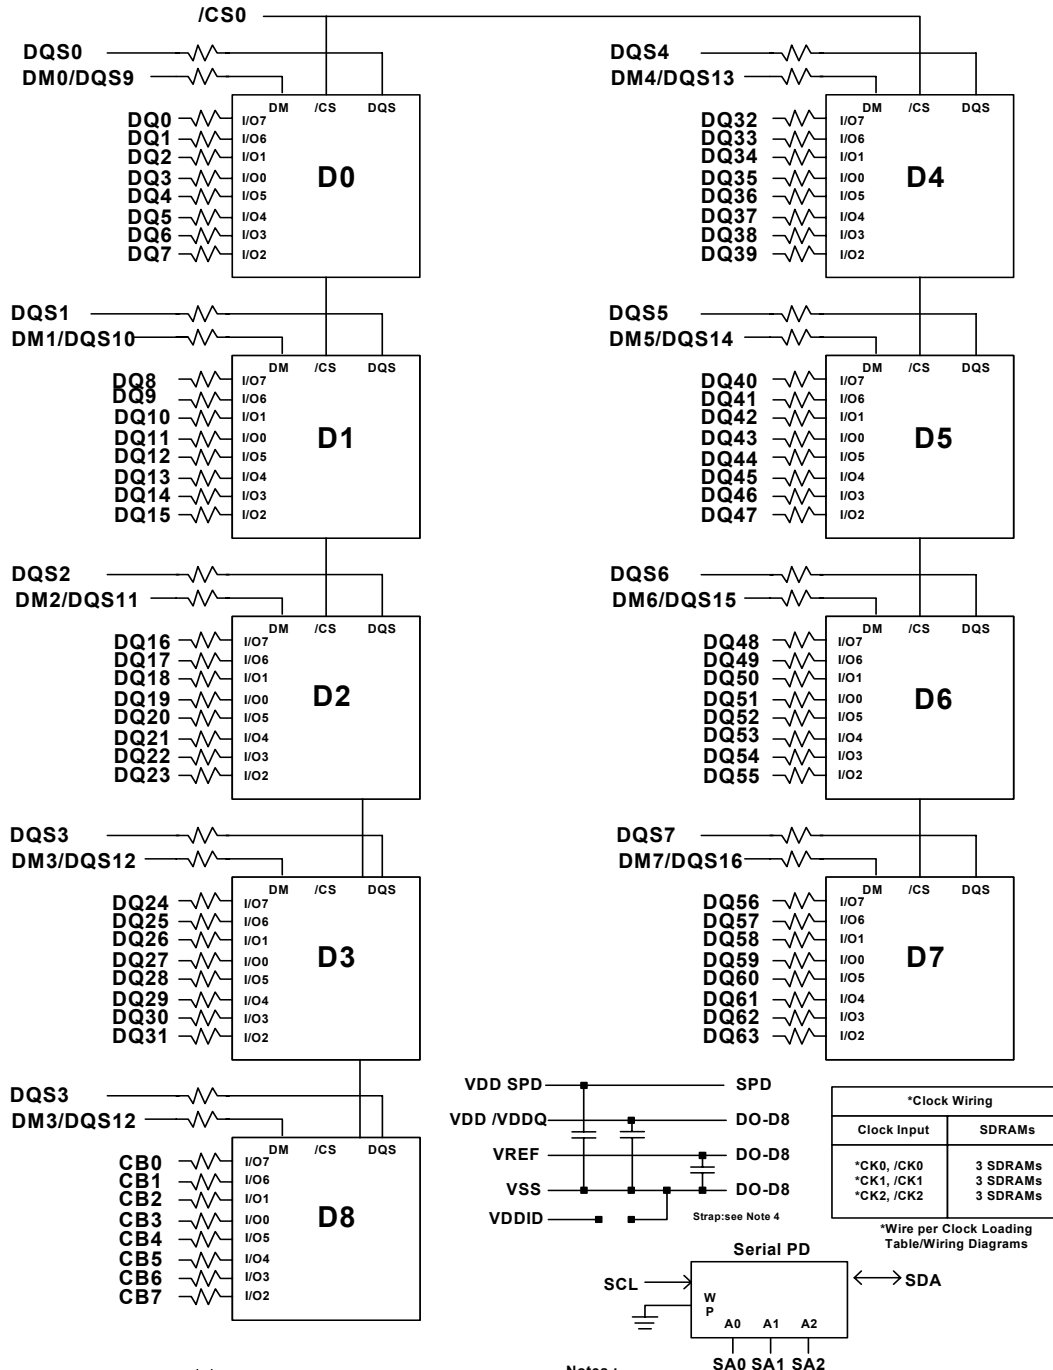 /CS0
DQS0
DM0/DQS9
DM /CS DQS
DQ0 I/O7
DQ1 I/O6
DQ2 I/O1
DQ3 I/O0
DQ4 I/O5
DQ5 I/O4
DQ6 I/O3
DQ7 I/O2
D0
DQS1
DM1/DQS10
DM /CS DQS
DQ8 I/O7
DQ9 I/O6
DQ10 I/O1
DQ11 I/O0
DQ12 I/O5
DQ13 I/O4
DQ14 I/O3
DQ15 I/O2
D1
DQS2
DM2/DQS11
DM /CS DQS
DQ16 I/O7
DQ17 I/O6
DQ18 I/O1
DQ19 I/O0
DQ20 I/O5
DQ21 I/O4
DQ22 I/O3
DQ23 I/O2
D2
DQS3
DM3/DQS12
DM /CS DQS
DQ24 I/O7
DQ25 I/O6
DQ26 I/O1
DQ27 I/O0
DQ28 I/O5
DQ29 I/O4
DQ30 I/O3
DQ31 I/O2
D3
DQS3
DM3/DQS12
DM /CS DQS
CB0 I/O7
CB1 I/O6
CB2 I/O1
CB3 I/O0
CB4 I/O5
CB5 I/O4
CB6 I/O3
CB7 I/O2
D8
DQS4
DM4/DQS13
DM /CS DQS
DQ32 I/O7
DQ33 I/O6
DQ34 I/O1
DQ35 I/O0
DQ36 I/O5
DQ37 I/O4
DQ38 I/O3
DQ39 I/O2
D4
DQS5
DM5/DQS14
DM /CS DQS
DQ40 I/O7
DQ41 I/O6
DQ42 I/O1
DQ43 I/O0
DQ44 I/O5
DQ45 I/O4
DQ46 I/O3
DQ47 I/O2
D5
DQS6
DM6/DQS15
DM /CS DQS
DQ48 I/O7
DQ49 I/O6
DQ50 I/O1
DQ51 I/O0
DQ52 I/O5
DQ53 I/O4
DQ54 I/O3
DQ55 I/O2
D6
DQS7
DM7/DQS16
DM /CS DQS
DQ56 I/O7
DQ57 I/O6
DQ58 I/O1
DQ59 I/O0
DQ60 I/O5
DQ61 I/O4
DQ62 I/O3
DQ63 I/O2
D7
VDD SPD SPD
VDD /VDDQ DO-D8
VREF DO-D8
VSS DO-D8
VDDID Strap:see Note 4
*Clock Wiring
Clock Input SDRAMs
*CK0, /CK0 3 SDRAMs
*CK1, /CK1 3 SDRAMs
*CK2, /CK2 3 SDRAMs
*Wire per Clock Loading
Table/Wiring Diagrams
Serial PD
SCL SDA
W
P
A0 A1 A2
SA0 SA1 SA2
Notes :